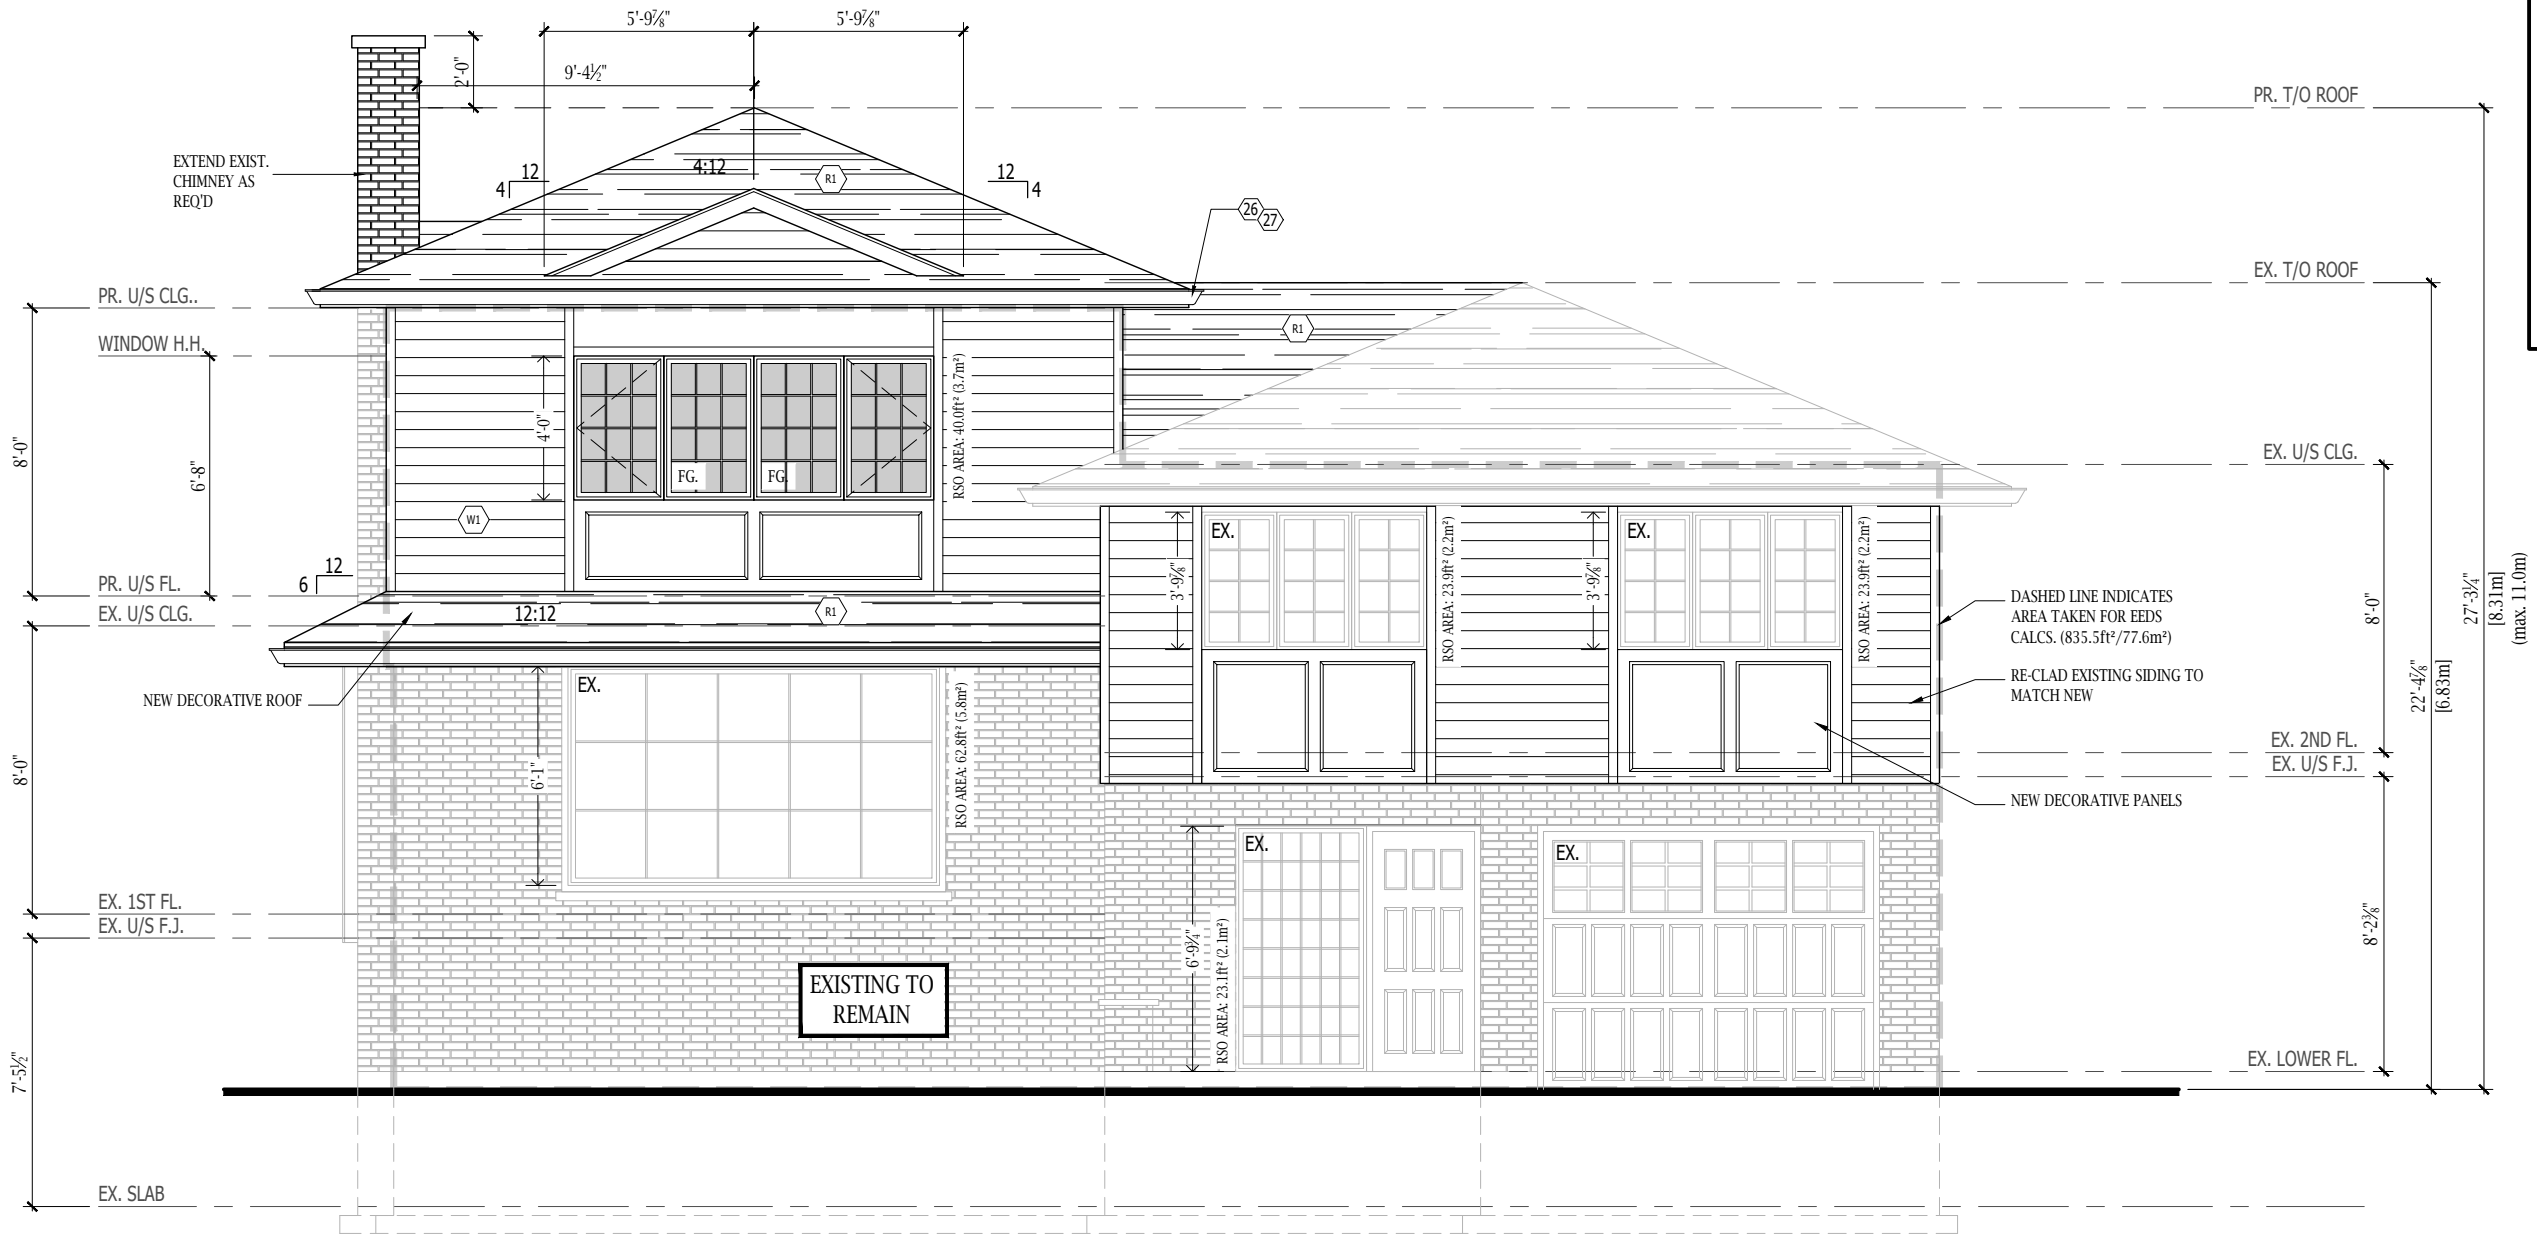 5'-9⅞"
5'-9⅞"
9'-4½"
2'-0"
PR. T/O ROOF
EXTEND EXIST.
CHIMNEY AS
REQ'D
12
4
4:12
R1
12
4
26
27
EX. T/O ROOF
PR. U/S CLG..
WINDOW H.H.
R1
8'-0"
6'-8"
4'-0"
FG.
FG.
RSO AREA: 40.0ft² (3.7m²)
W1
EX. U/S CLG.
EX.
3'-9⅞"
RSO AREA: 23.9ft² (2.2m²)
EX.
3'-9⅞"
RSO AREA: 23.9ft² (2.2m²)
12
6
PR. U/S FL.
EX. U/S CLG.
12:12
R1
DASHED LINE INDICATES
AREA TAKEN FOR EEDS
CALCS. (835.5ft²/77.6m²)
8'-0"
27'-3¼"
[8.31m]
(max. 11.0m)
22'-4⅞"
[6.83m]
RE-CLAD EXISTING SIDING TO
MATCH NEW
NEW DECORATIVE ROOF
EX.
6'-1"
RSO AREA: 62.8ft² (5.8m²)
8'-0"
EX. 2ND FL.
EX. U/S F.J.
NEW DECORATIVE PANELS
EX.
EX.
EX. 1ST FL.
EX. U/S F.J.
6'-9¾"
RSO AREA: 23.1ft² (2.1m²)
8'-2⅜"
EXISTING TO
REMAIN
7'-5½"
EX. LOWER FL.
EX. SLAB